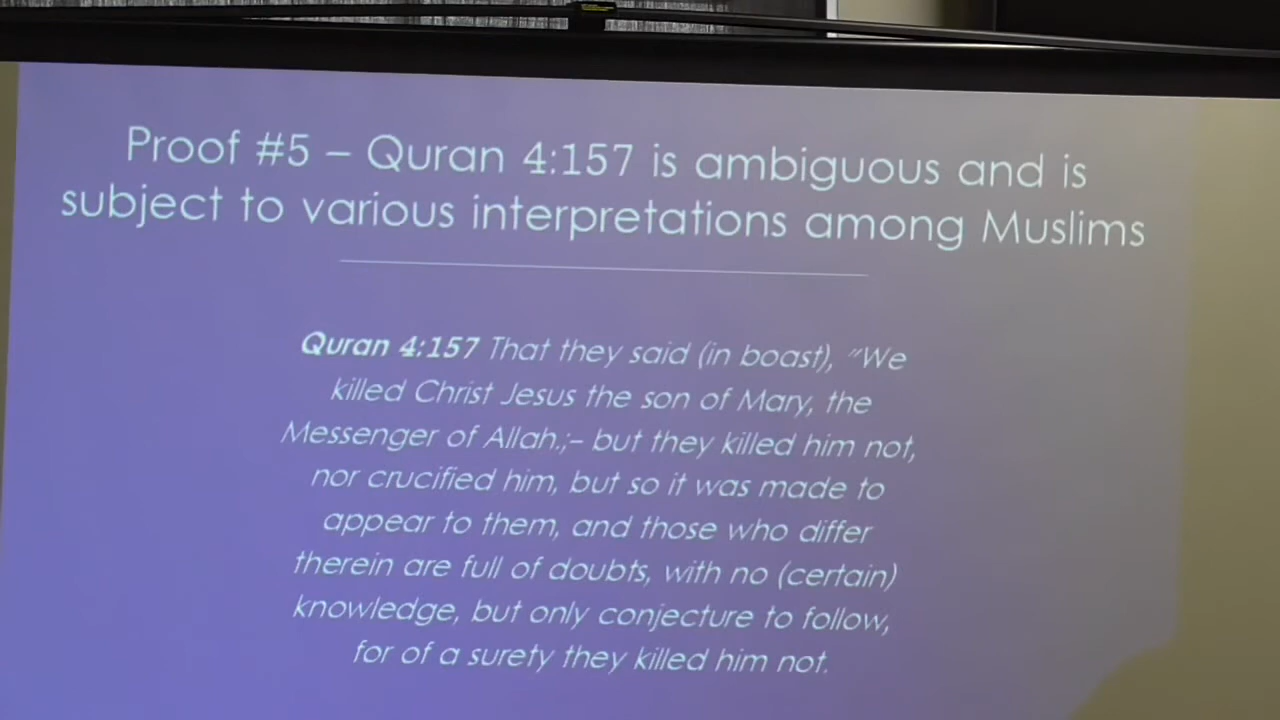 Proof #5 – Quran 4:157 is ambiguous and is
subject to various interpretations among Muslims
Quran 4:157 That they said (in boast), “We
killed Christ Jesus the son of Mary, the
Messenger of Allah.;– but they killed him not,
nor crucified him, but so it was made to
appear to them, and those who differ
therein are full of doubts, with no (certain)
knowledge, but only conjecture to follow,
for of a surety they killed him not.